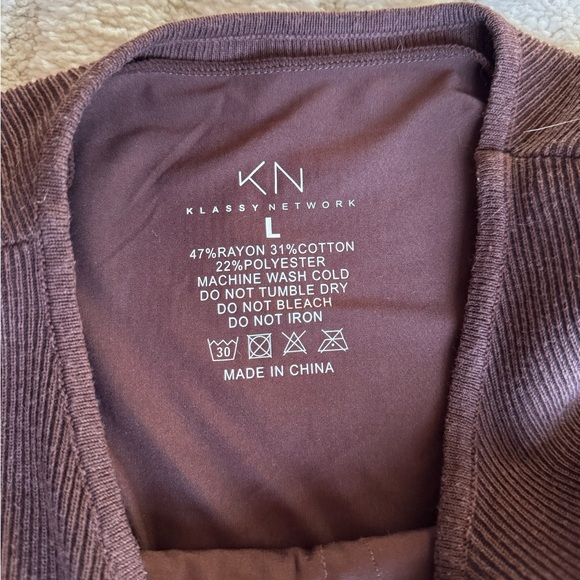 KN
KLASSY NETWORK
L
47%RAYON 31%COTTON
22%POLYESTER
MACHINE WASH COLD
DO NOT TUMBLE DRY
DO NOT BLEACH
DO NOT IRON
30
MADE IN CHINA